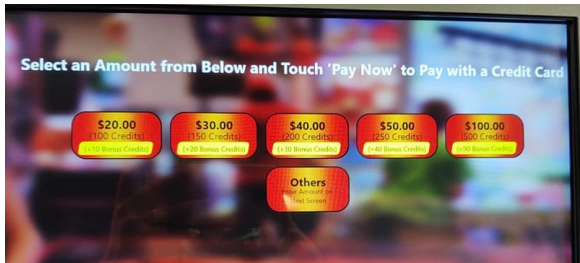 Select an Amount from Below and Touch 'Pay Now' to Pay with a Credit Card
$20.00 $30.00 $40.00 $50.00 $100.00
(100 Credits) (150 Credits) (200 Credits) (250 Credits) (500 Credits)
(+10 Bonus Credits) (+20 Bonus Credits) (+30 Bonus Credits) (+40 Bonus Credits) (+90 Bonus Credits)
Others
Enter Amount on
Next Screen